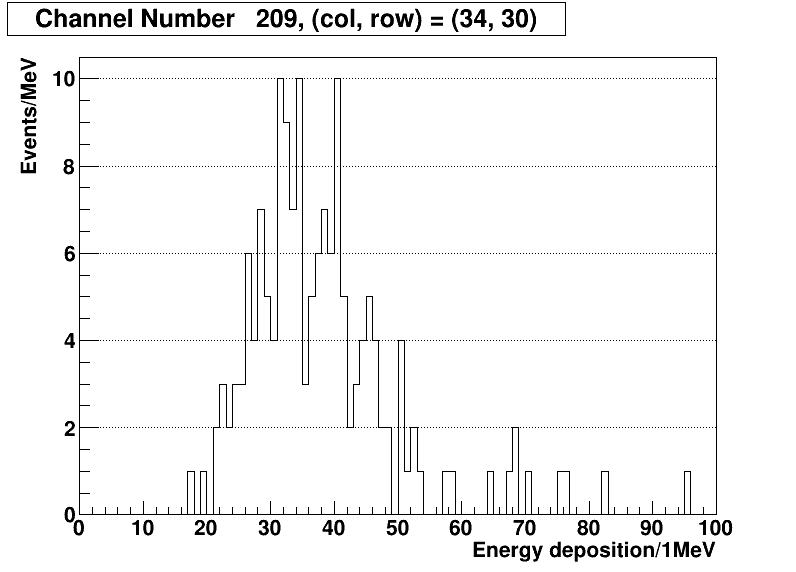 Channel Number 209, (col, row) = (34, 30)
Events/MeV
10
8
6
4
2
0
0 10 20 30 40 50 60 70 80 90 100
Energy deposition/1MeV